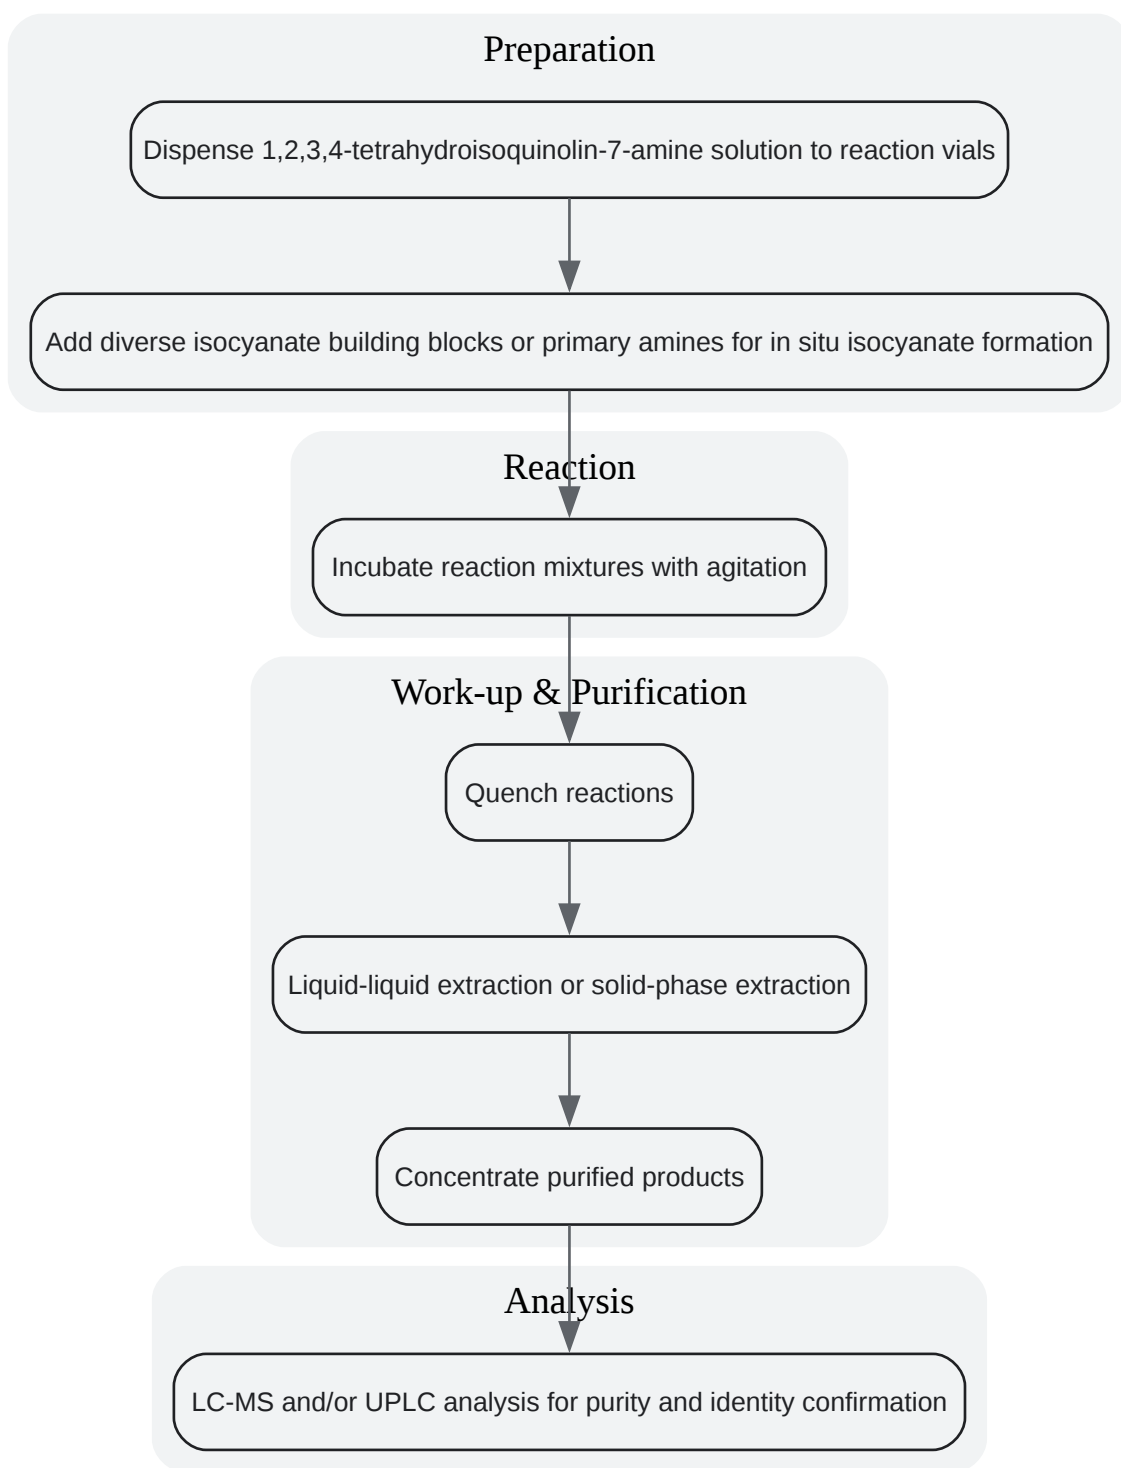 Preparation
Dispense 1,2,3,4-tetrahydroisoquinolin-7-amine solution to reaction vials
Add diverse isocyanate building blocks or primary amines for in situ isocyanate formation
Reaction
Incubate reaction mixtures with agitation
Work-up & Purification
Quench reactions
Liquid-liquid extraction or solid-phase extraction
Concentrate purified products
Analysis
LC-MS and/or UPLC analysis for purity and identity confirmation